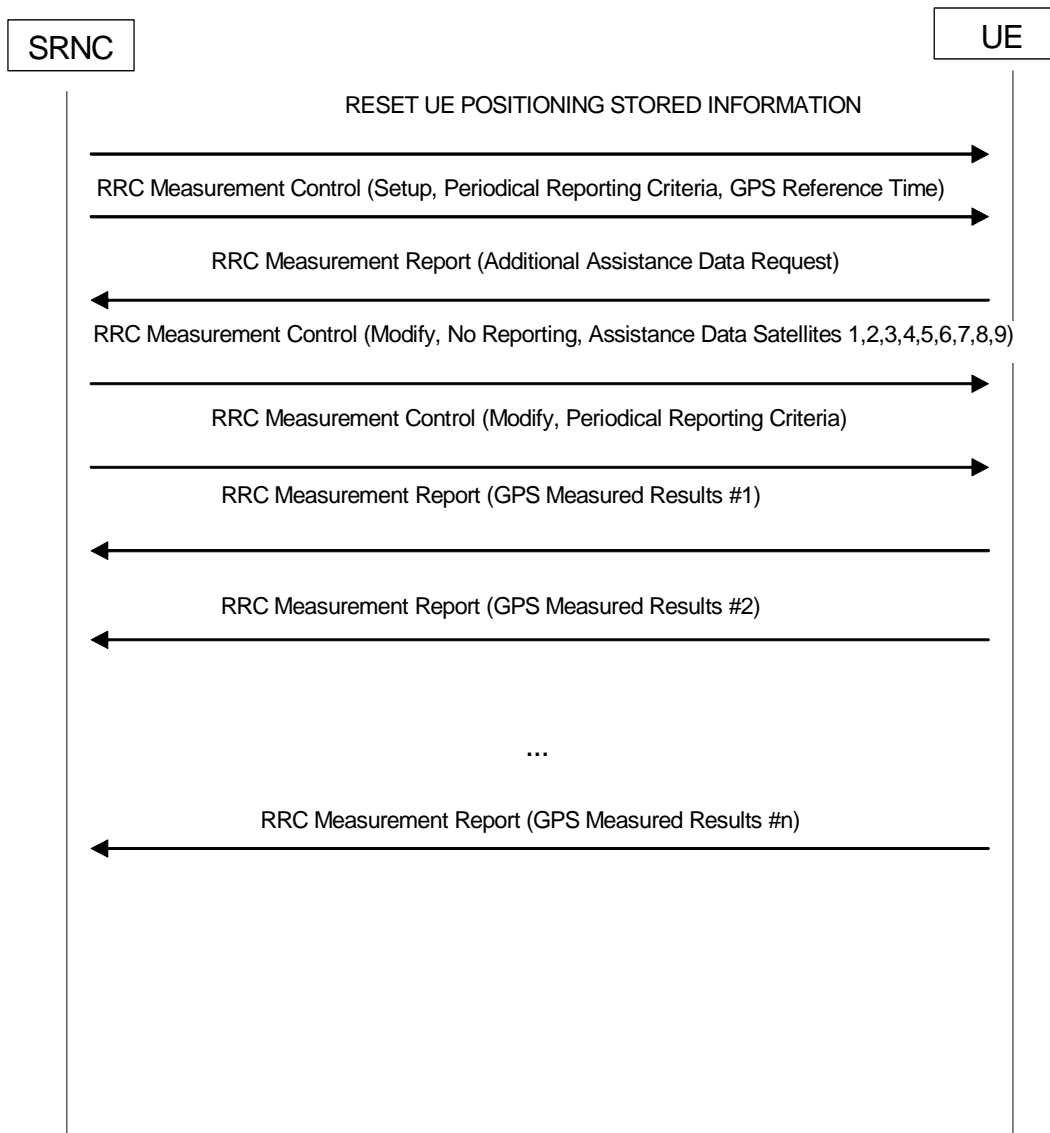 SRNC
UE
RESET UE POSITIONING STORED INFORMATION
RRC Measurement Control (Setup, Periodical Reporting Criteria, GPS Reference Time)
RRC Measurement Report (Additional Assistance Data Request)
RRC Measurement Control (Modify, No Reporting, Assistance Data Satellites 1,2,3,4,5,6,7,8,9)
RRC Measurement Control (Modify, Periodical Reporting Criteria)
RRC Measurement Report (GPS Measured Results #1)
RRC Measurement Report (GPS Measured Results #2)
...
RRC Measurement Report (GPS Measured Results #n)